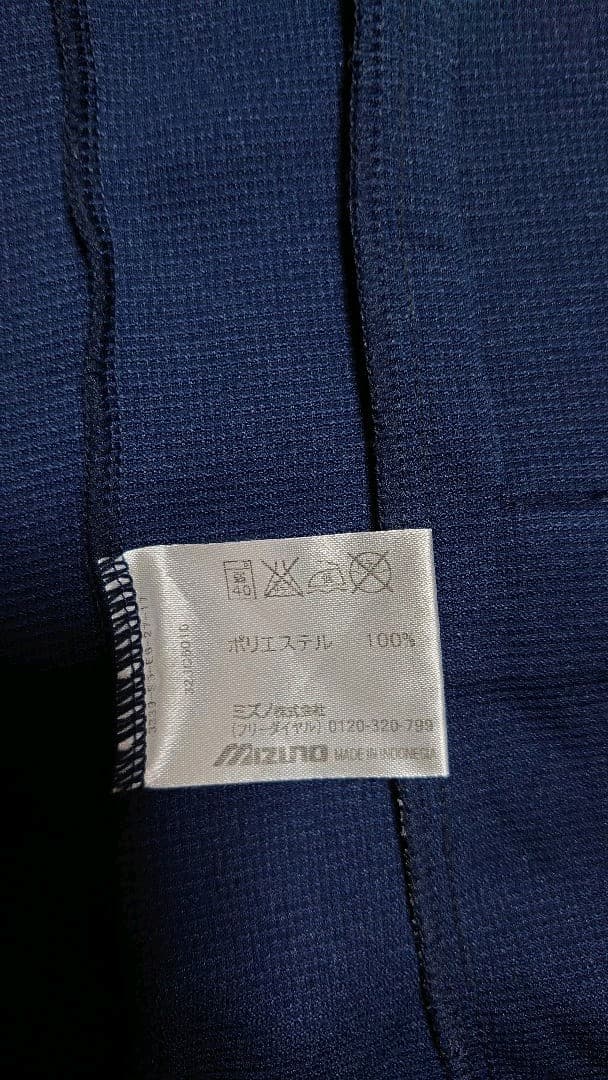 弱
40
ポリエステル 100%
ミズノ株式会社
(フリーダイヤル) 0120-320-799
MIZUNO MADE IN INDONESIA